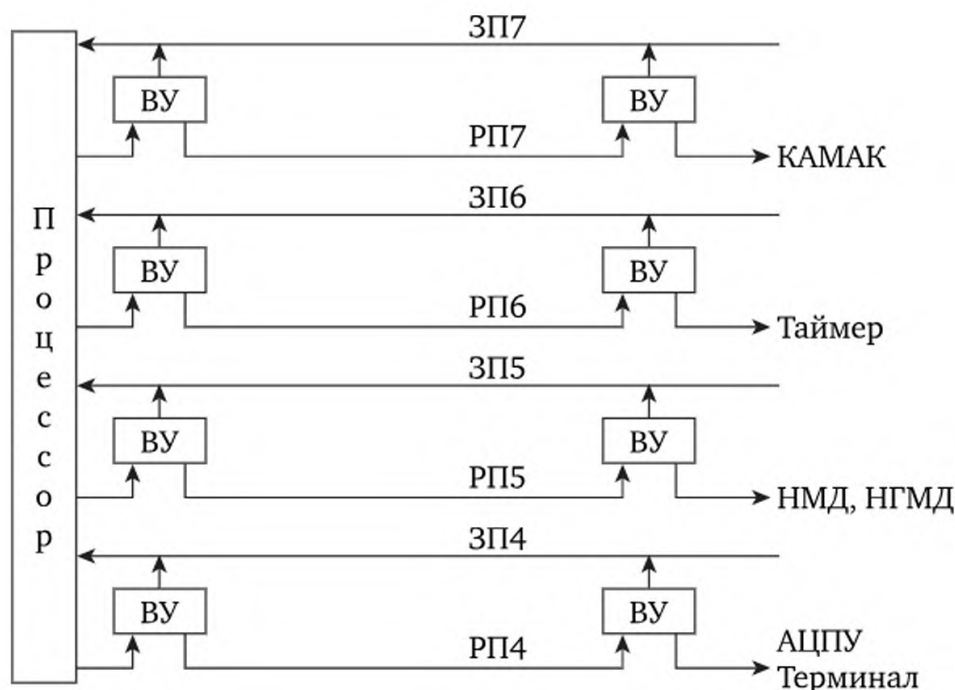 ЗП7
ВУ ВУ
РП7
КАМАК
ЗП6
ВУ ВУ
РП6
Таймер
ЗП5
ВУ ВУ
РП5
НМД, НГМД
ЗП4
ВУ ВУ
РП4
АЦПУ
Терминал
Процессор